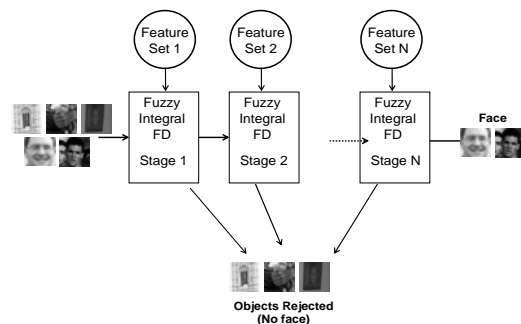 Feature
Set 1
Feature
Set 2
Feature
Set N
Fuzzy
Integral
FD
Stage 1
Fuzzy
Integral
FD
Stage 2
Fuzzy
Integral
FD
Stage N
Face
Objects Rejected
(No face)